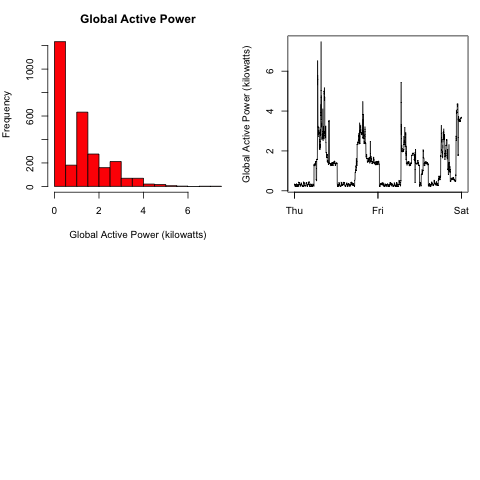 Global Active Power
Frequency
0 200 600 1000
0 2 4 6
Global Active Power (kilowatts)
Global Active Power (kilowatts)
0 2 4 6
Thu Fri Sat